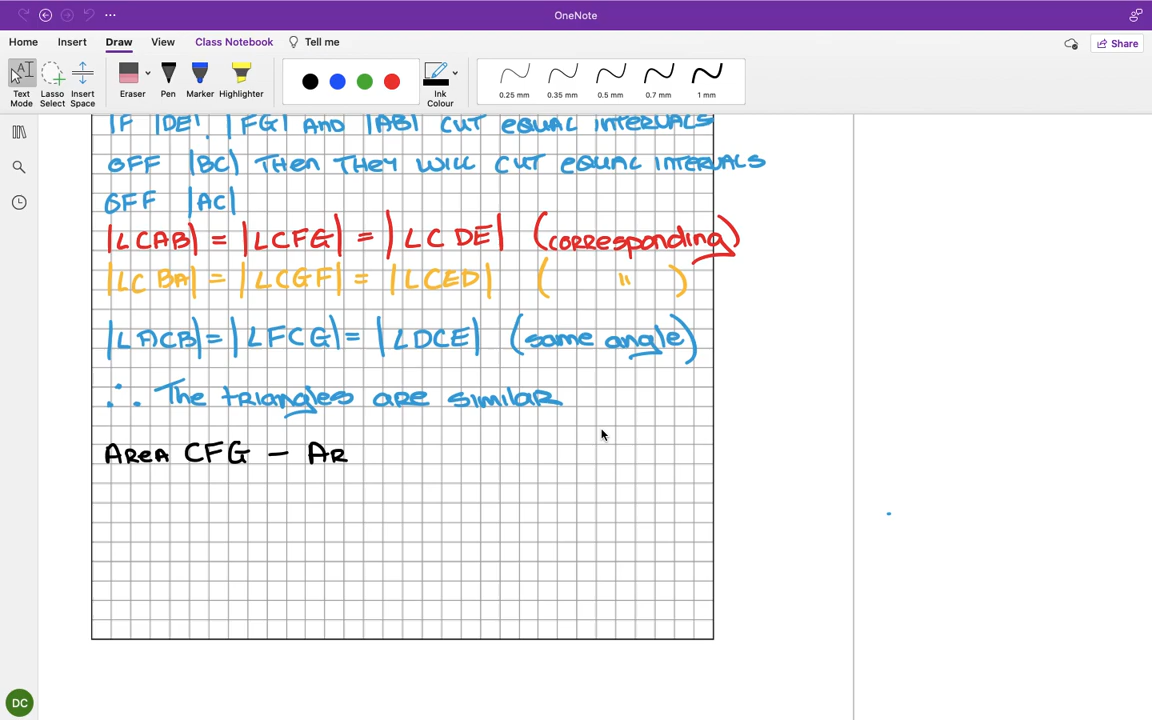 OneNote
Home Insert Draw View Class Notebook Tell me
Share
Text Mode
Lasso Select
Insert Space
Eraser
Pen
Marker
Highlighter
Ink Colour
0.25 mm
0.35 mm
0.5 mm
0.7 mm
1 mm
IF |DE|, |FG| AND |AB| CUT EQUAL INTERVALS
OFF |BC| THEN THEY WILL CUT EQUAL INTERVALS
OFF |AC|
|∠CAB| = |∠CFG| = |∠CDE| (corresponding)
|∠CBA| = |∠CGF| = |∠CED| ( " )
|∠ACB| = |∠FCG| = |∠DCE| (same angle)
∴ The triangles are similar
Area CFG – Ar
DC